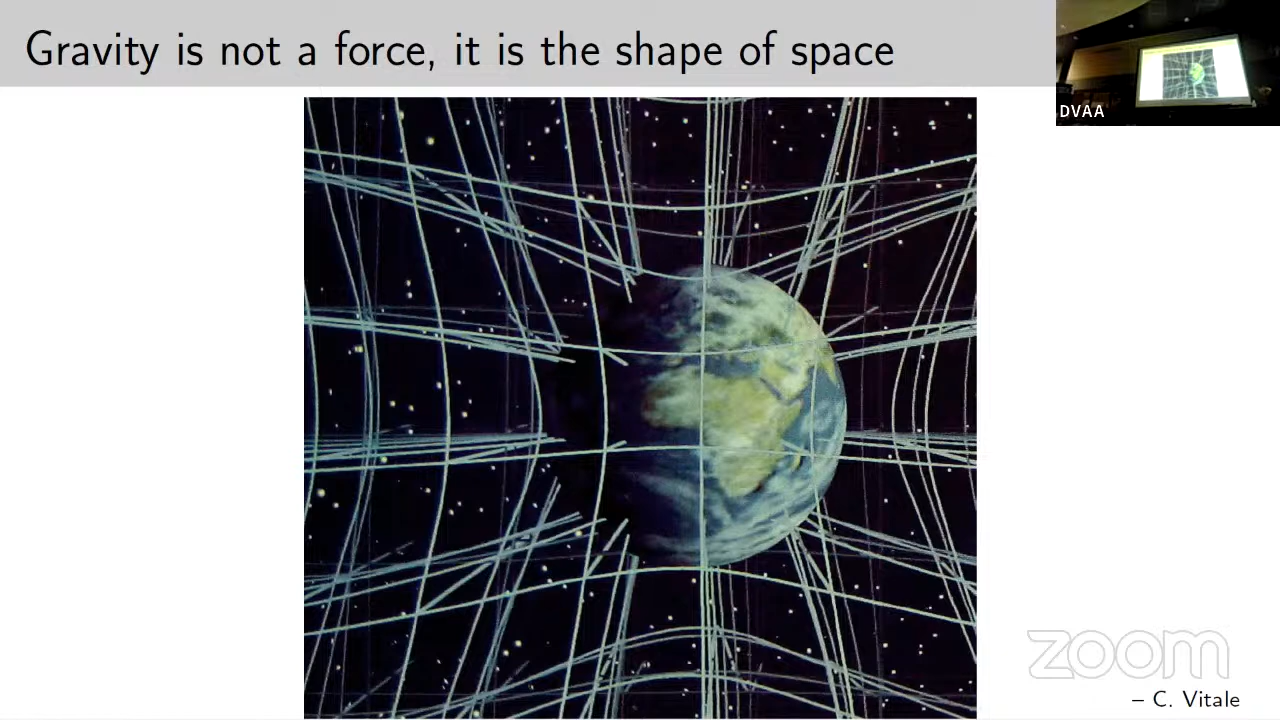 Gravity is not a force, it is the shape of space
DVAA
zoom
– C. Vitale